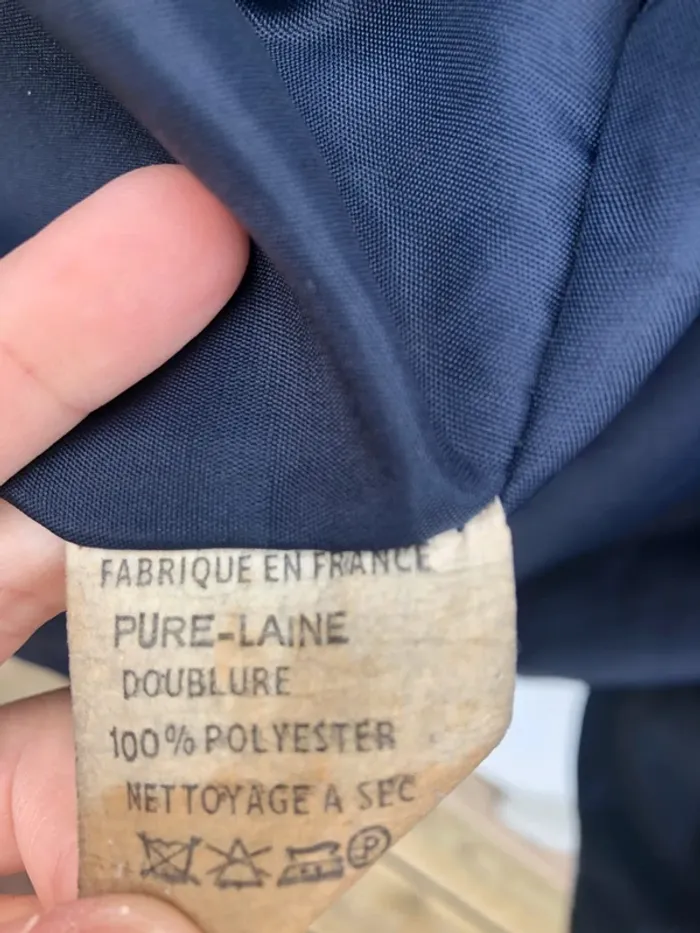 FABRIQUE EN FRANCE
PURE-LAINE
DOUBLURE
100% POLYESTER
NETTOYAGE A SEC
P